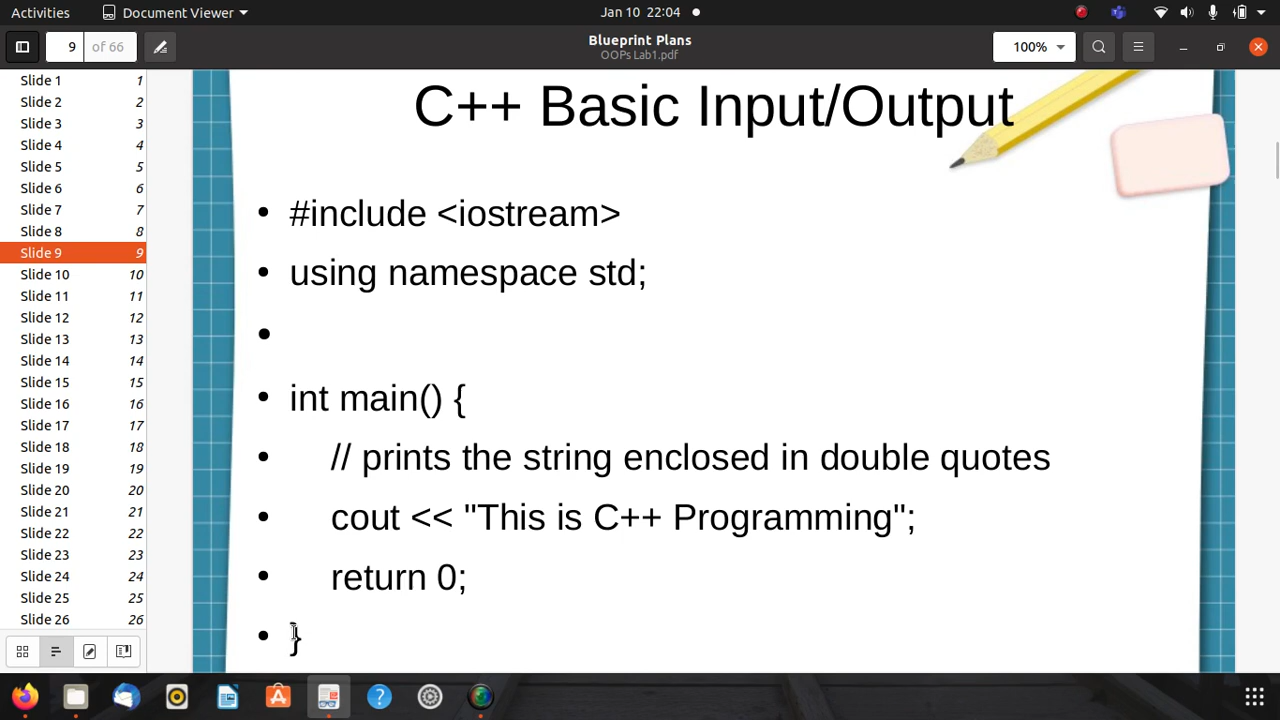 Activities
Document Viewer
Jan 10 22:04
9
of 66
Blueprint Plans
OOPs Lab1.pdf
100%
Slide 1 1
Slide 2 2
Slide 3 3
Slide 4 4
Slide 5 5
Slide 6 6
Slide 7 7
Slide 8 8
Slide 9 9
Slide 10 10
Slide 11 11
Slide 12 12
Slide 13 13
Slide 14 14
Slide 15 15
Slide 16 16
Slide 17 17
Slide 18 18
Slide 19 19
Slide 20 20
Slide 21 21
Slide 22 22
Slide 23 23
Slide 24 24
Slide 25 25
Slide 26 26
C++ Basic Input/Output
• #include <iostream>
• using namespace std;
•
• int main() {
• // prints the string enclosed in double quotes
• cout << "This is C++ Programming";
• return 0;
• }